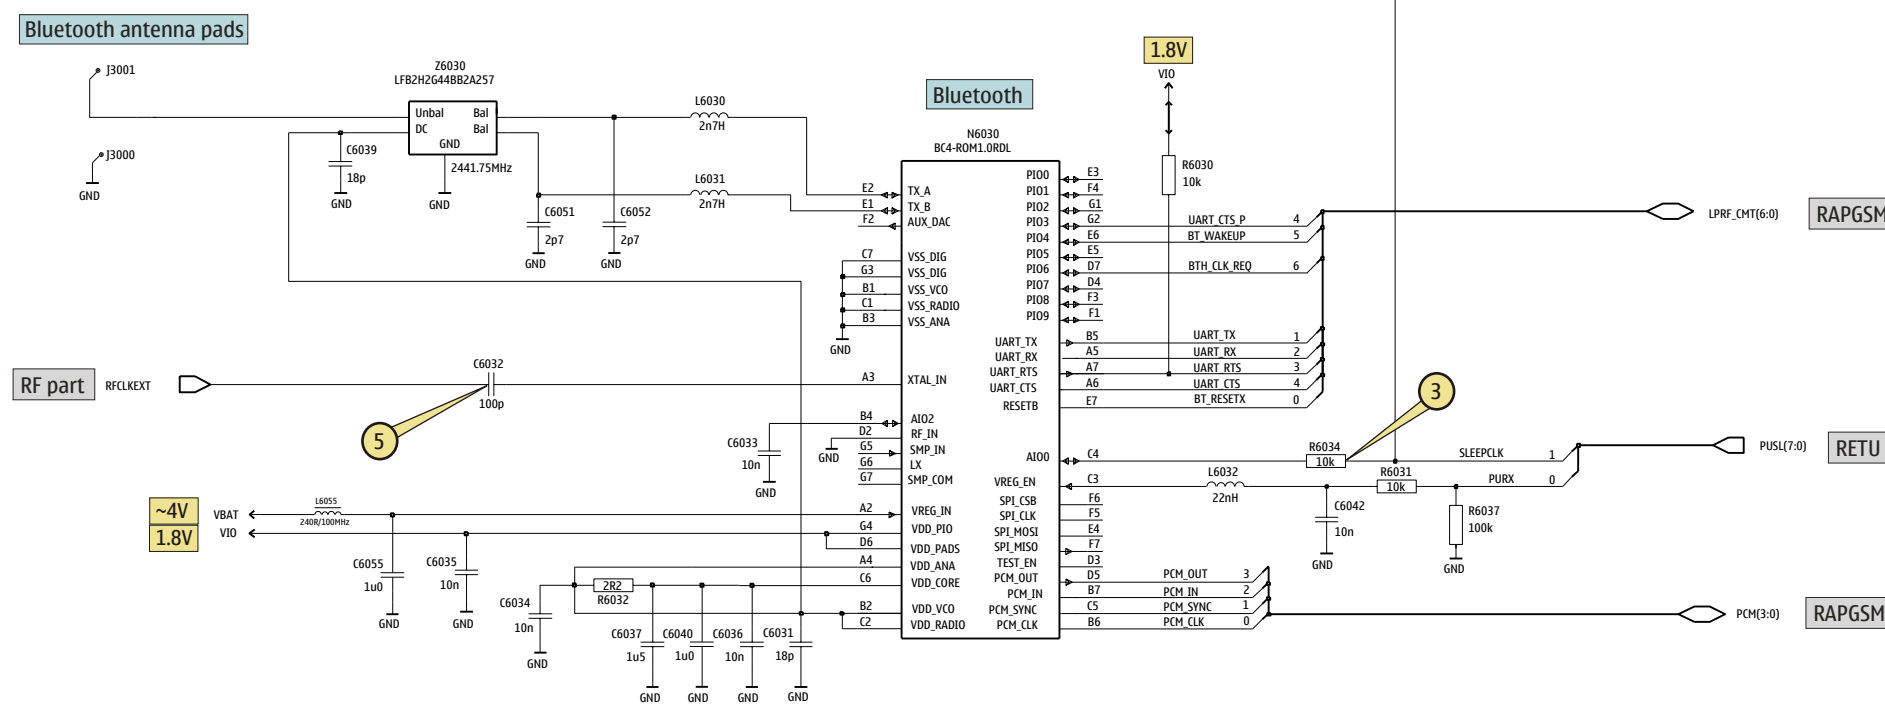 Bluetooth antenna pads
J3001
J3000
GND
Z6030
LFB2H2G44BB2A257
Unbal Bal
DC Bal
GND
2441.75MHz
GND
C6039
18p
GND
L6030
2n7H
L6031
2n7H
C6051
2p7
GND
C6052
2p7
GND
Bluetooth
N6030
BC4-ROM1.0RDL
E2 TX_A
E1 TX_B
F2 AUX_DAC
C7 VSS_DIG
G3 VSS_DIG
B1 VSS_VCO
C1 VSS_RADIO
B3 VSS_ANA
GND
RF part RFCLKEXT
C6032
100p
5
A3 XTAL_IN
B4 AIO2
D2 RF_IN
G5 SMP_IN
G6 LX
G7 SMP_COM
GND
C6033
10n
GND
~4V VBAT
1.8V VIO
L6055
240R/100MHz
A2 VREG_IN
G4 VDD_PIO
D6 VDD_PADS
A4 VDD_ANA
C6 VDD_CORE
B2 VDD_VCO
C2 VDD_RADIO
C6055
1u0
GND
C6035
10n
GND
C6034
10n
GND
2R2
R6032
C6037
1u5
GND
C6040
1u0
GND
C6036
10n
GND
C6031
18p
GND
1.8V
VIO
R6030
10k
PIO0 E3
PIO1 F4
PIO2 G1
PIO3 G2 UART_CTS_P 4
PIO4 E6 BT_WAKEUP 5
PIO5 E5
PIO6 D7 BTH_CLK_REQ 6
PIO7 D4
PIO8 F3
PIO9 F1
UART_TX B5 UART_TX 1
UART_RX A5 UART_RX 2
UART_RTS A7 UART_RTS 3
UART_CTS A6 UART_CTS 4
RESETB E7 BT_RESETX 0
LPRF_CMT(6:0) RAPGSM
3
AIO0 C4
R6034
10k
SLEEPCLK 1
VREG_EN C3
L6032
22nH
R6031
10k
PURX 0
PUSL(7:0) RETU
C6042
10n
GND
R6037
100k
GND
SPI_CSB F6
SPI_CLK F5
SPI_MOSI E4
SPI_MISO F7
TEST_EN D3
PCM_OUT D5 PCM_OUT 3
PCM_IN B7 PCM_IN 2
PCM_SYNC C5 PCM_SYNC 1
PCM_CLK B6 PCM_CLK 0
PCM(3:0) RAPGSM